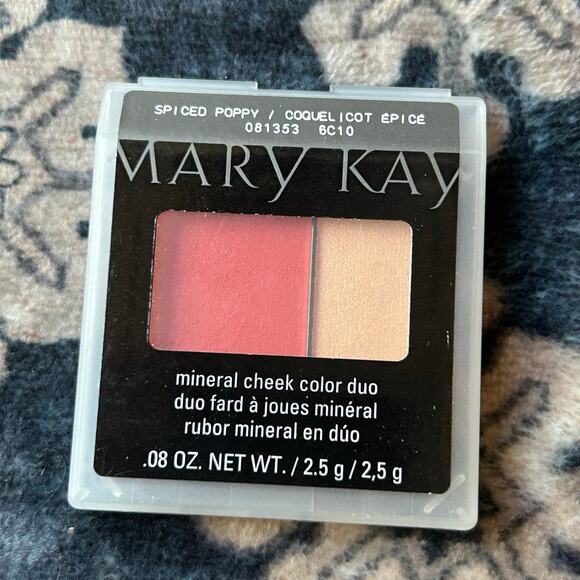 SPICED POPPY / COQUELICOT ÉPICÉ
081353 6C10
MARY KAY
mineral cheek color duo
duo fard à joues minéral
rubor mineral en dúo
.08 OZ. NET WT. / 2.5 g / 2,5 g